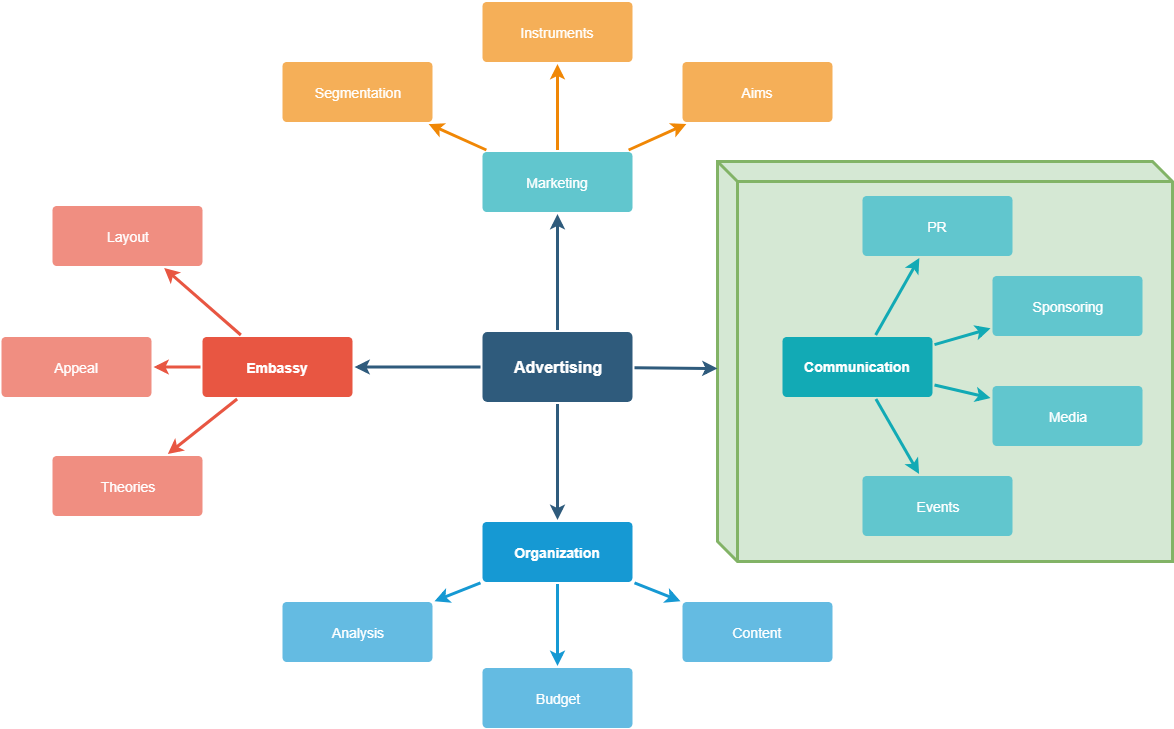 Instruments
Segmentation
Aims
Marketing
Layout
Appeal
Embassy
Theories
Advertising
PR
Sponsoring
Communication
Media
Events
Organization
Analysis
Content
Budget